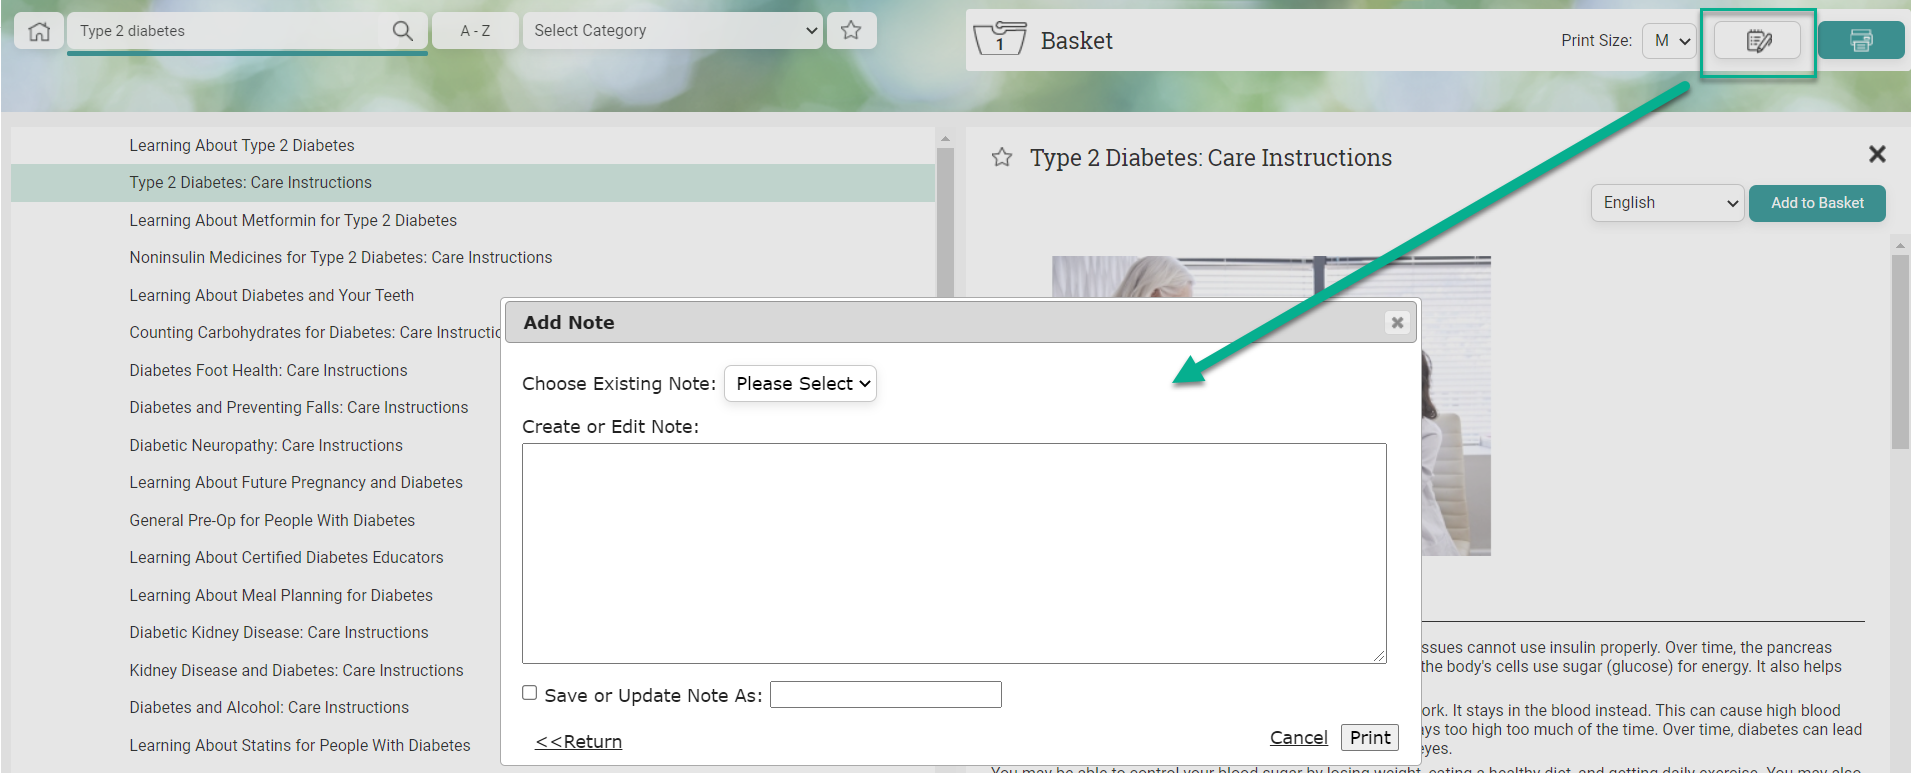 Type 2 diabetes
A - Z
Select Category
1
Basket
Print Size:
M
Learning About Type 2 Diabetes
Type 2 Diabetes: Care Instructions
Learning About Metformin for Type 2 Diabetes
Noninsulin Medicines for Type 2 Diabetes: Care Instructions
Learning About Diabetes and Your Teeth
Counting Carbohydrates for Diabetes: Care Instructio
Diabetes Foot Health: Care Instructions
Diabetes and Preventing Falls: Care Instructions
Diabetic Neuropathy: Care Instructions
Learning About Future Pregnancy and Diabetes
General Pre-Op for People With Diabetes
Learning About Certified Diabetes Educators
Learning About Meal Planning for Diabetes
Diabetic Kidney Disease: Care Instructions
Kidney Disease and Diabetes: Care Instructions
Diabetes and Alcohol: Care Instructions
Learning About Statins for People With Diabetes
Type 2 Diabetes: Care Instructions
English
Add to Basket
Add Note
Choose Existing Note: Please Select
Create or Edit Note:
Save or Update Note As:
<<Return
Cancel
Print
ssues cannot use insulin properly. Over time, the pancreas
the body's cells use sugar (glucose) for energy. It also helps
ork. It stays in the blood instead. This can cause high blood
ays too high too much of the time. Over time, diabetes can lead
eyes.
You may be able to control your blood sugar by losing weight, eating a healthy diet, and getting daily exercise. You may also